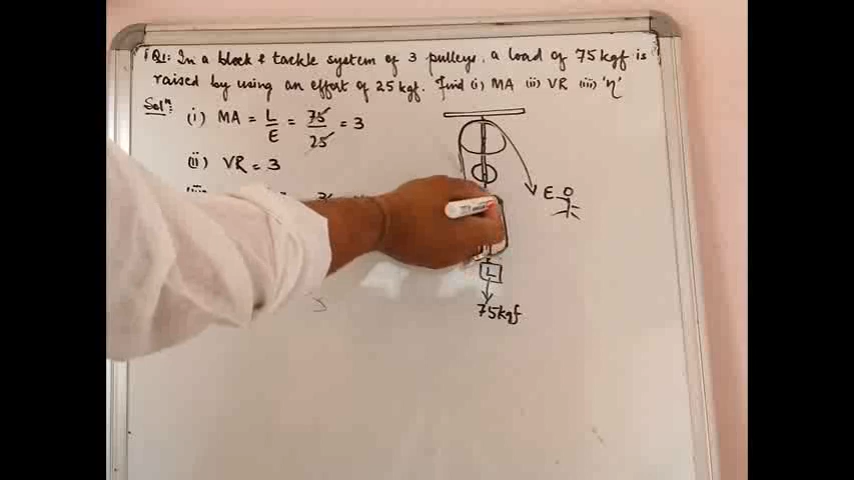 Q1: In a block & tackle system of 3 pulleys, a load of 75 kgf is
raised by using an effort of 25 kgf. Find (i) MA (ii) VR (iii) 'η'
Solⁿ:
(i) MA = L/E = 75/25 = 3
(ii) VR = 3
E
L
75kgf